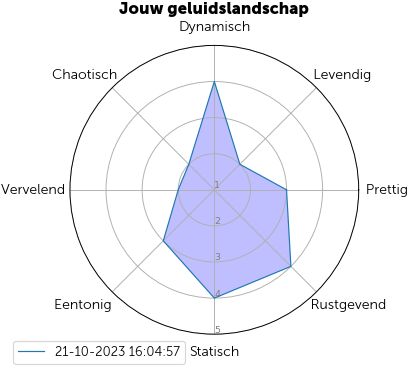 Jouw geluidslandschap
Dynamisch
Chaotisch
Levendig
Vervelend
1
Prettig
2
3
4
Eentonig
Rustgevend
5
21-10-2023 16:04:57
Statisch